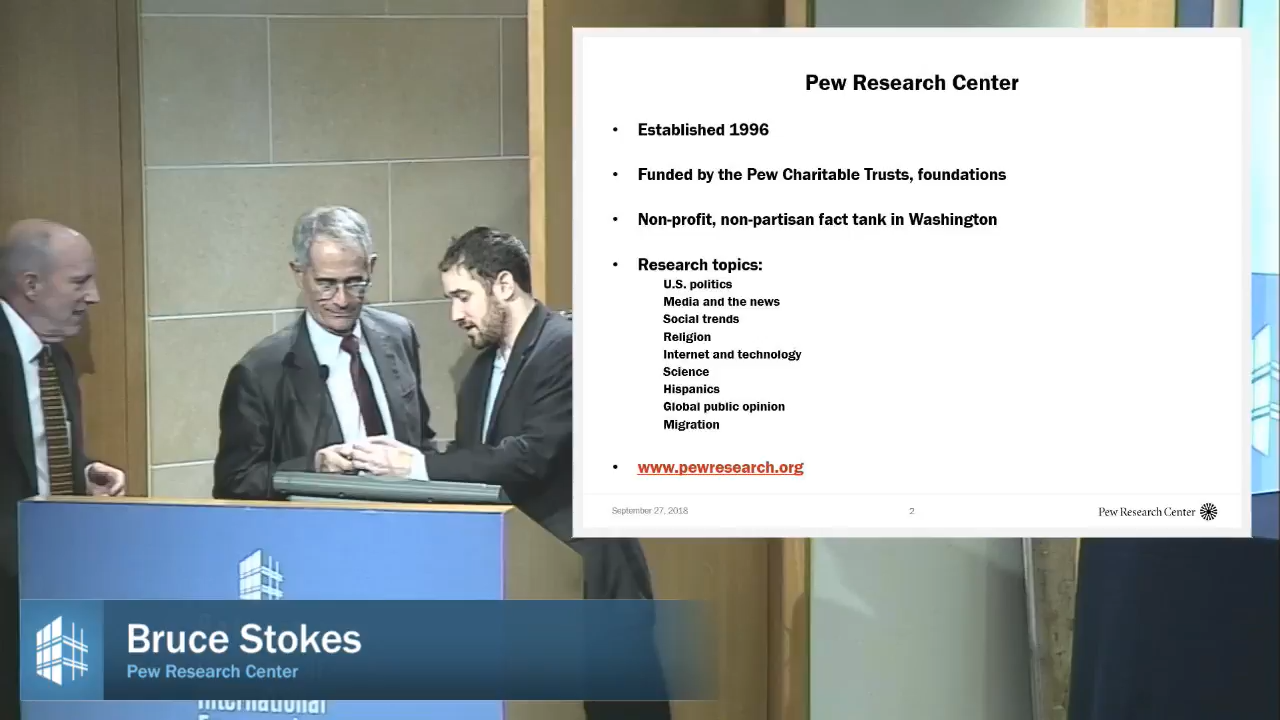 Pew Research Center
• Established 1996
• Funded by the Pew Charitable Trusts, foundations
• Non-profit, non-partisan fact tank in Washington
• Research topics:
U.S. politics
Media and the news
Social trends
Religion
Internet and technology
Science
Hispanics
Global public opinion
Migration
• www.pewresearch.org
September 27, 2018
2
Pew Research Center
Bruce Stokes
Pew Research Center
International